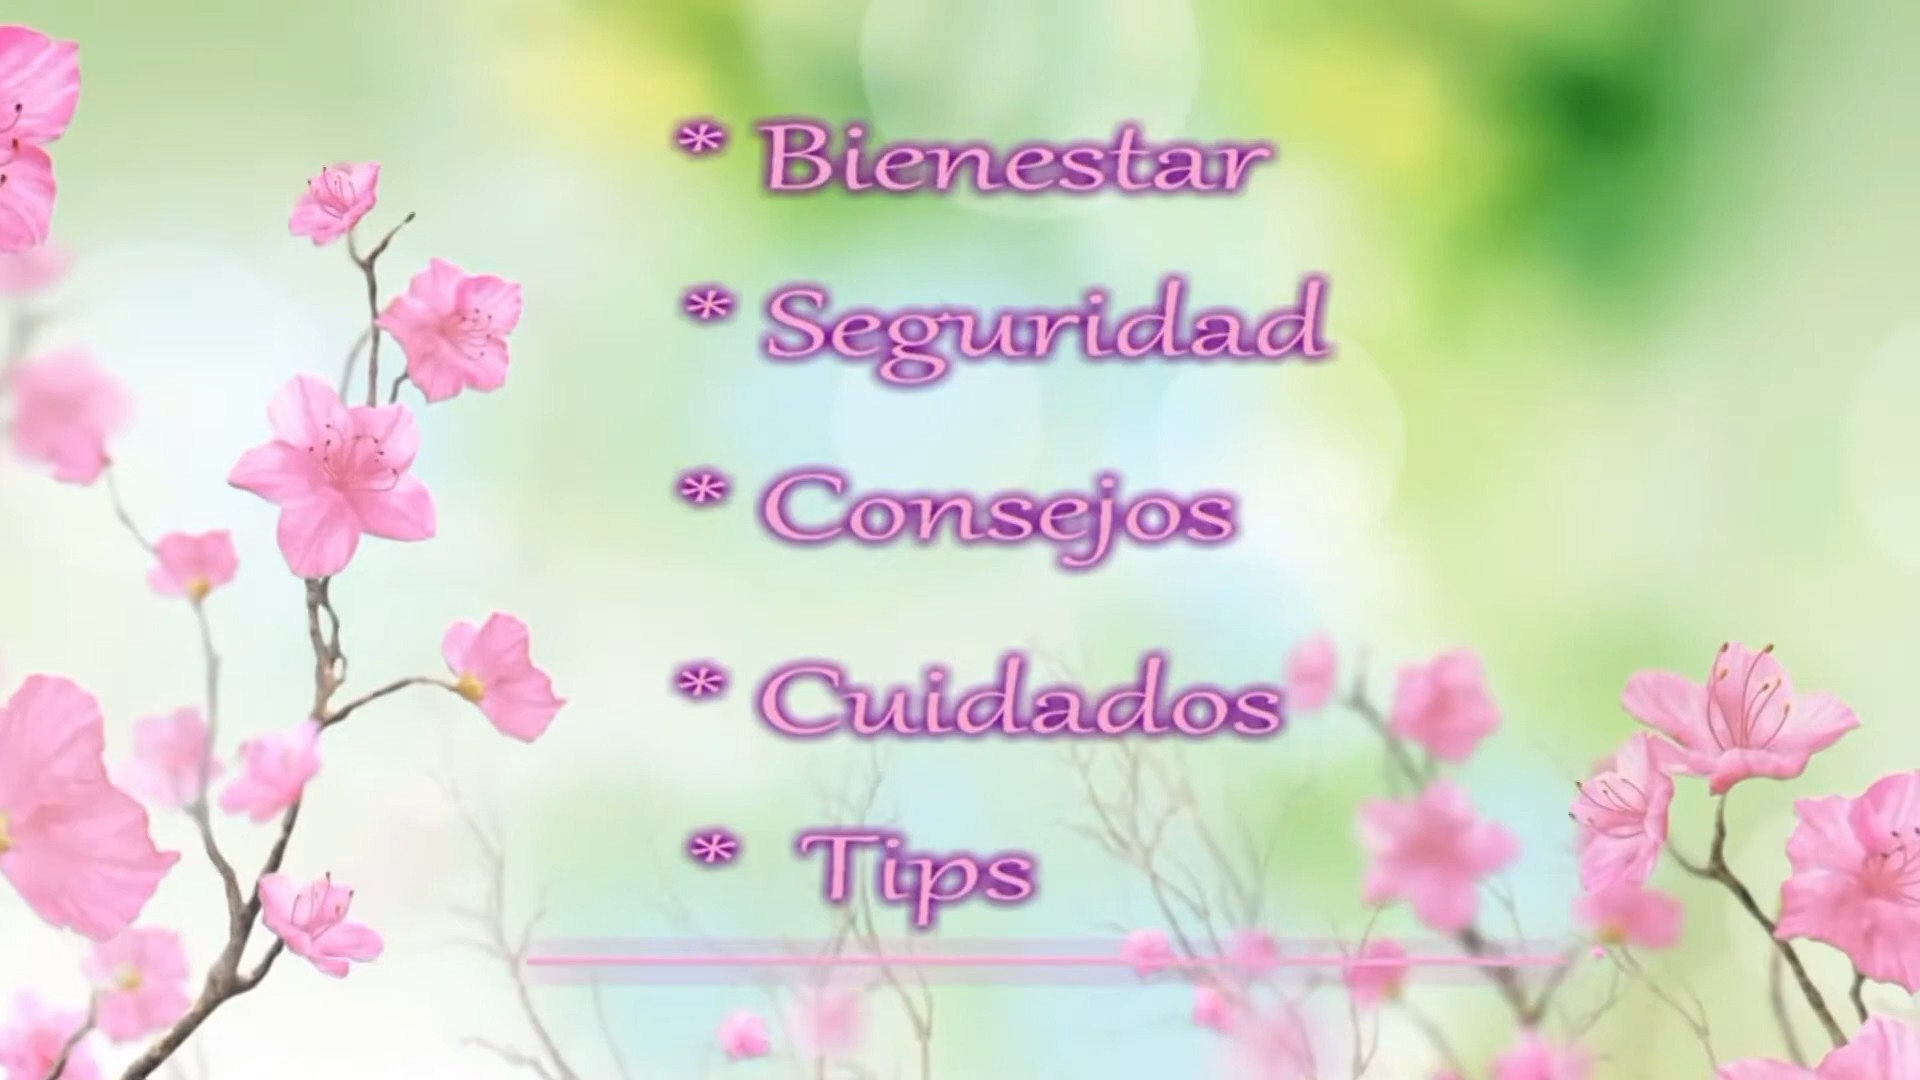 * Bienestar
* Seguridad
* Consejos
* Cuidados
* Tips